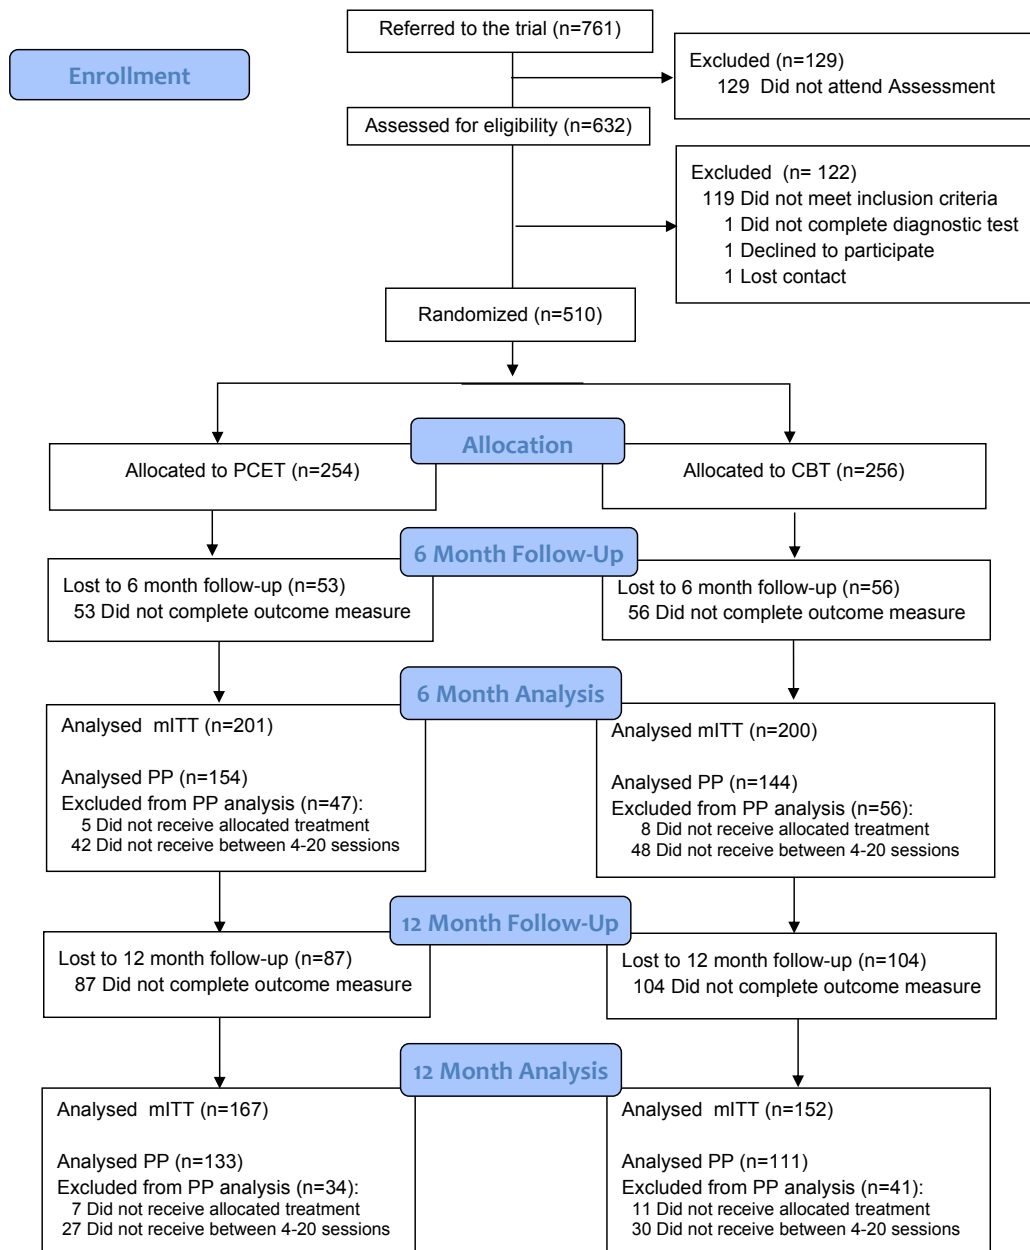 Referred to the trial (n=761)
Enrollment
Excluded (n=129)
129 Did not attend Assessment
Assessed for eligibility (n=632)
Excluded (n= 122)
119 Did not meet inclusion criteria
1 Did not complete diagnostic test
1 Declined to participate
1 Lost contact
Randomized (n=510)
Allocation
Allocated to PCET (n=254)
Allocated to CBT (n=256)
6 Month Follow-Up
Lost to 6 month follow-up (n=53)
53 Did not complete outcome measure
Lost to 6 month follow-up (n=56)
56 Did not complete outcome measure
6 Month Analysis
Analysed mITT (n=201)
Analysed PP (n=154)
Excluded from PP analysis (n=47):
5 Did not receive allocated treatment
42 Did not receive between 4-20 sessions
Analysed mITT (n=200)
Analysed PP (n=144)
Excluded from PP analysis (n=56):
8 Did not receive allocated treatment
48 Did not receive between 4-20 sessions
12 Month Follow-Up
Lost to 12 month follow-up (n=87)
87 Did not complete outcome measure
Lost to 12 month follow-up (n=104)
104 Did not complete outcome measure
12 Month Analysis
Analysed mITT (n=167)
Analysed PP (n=133)
Excluded from PP analysis (n=34):
7 Did not receive allocated treatment
27 Did not receive between 4-20 sessions
Analysed mITT (n=152)
Analysed PP (n=111)
Excluded from PP analysis (n=41):
11 Did not receive allocated treatment
30 Did not receive between 4-20 sessions